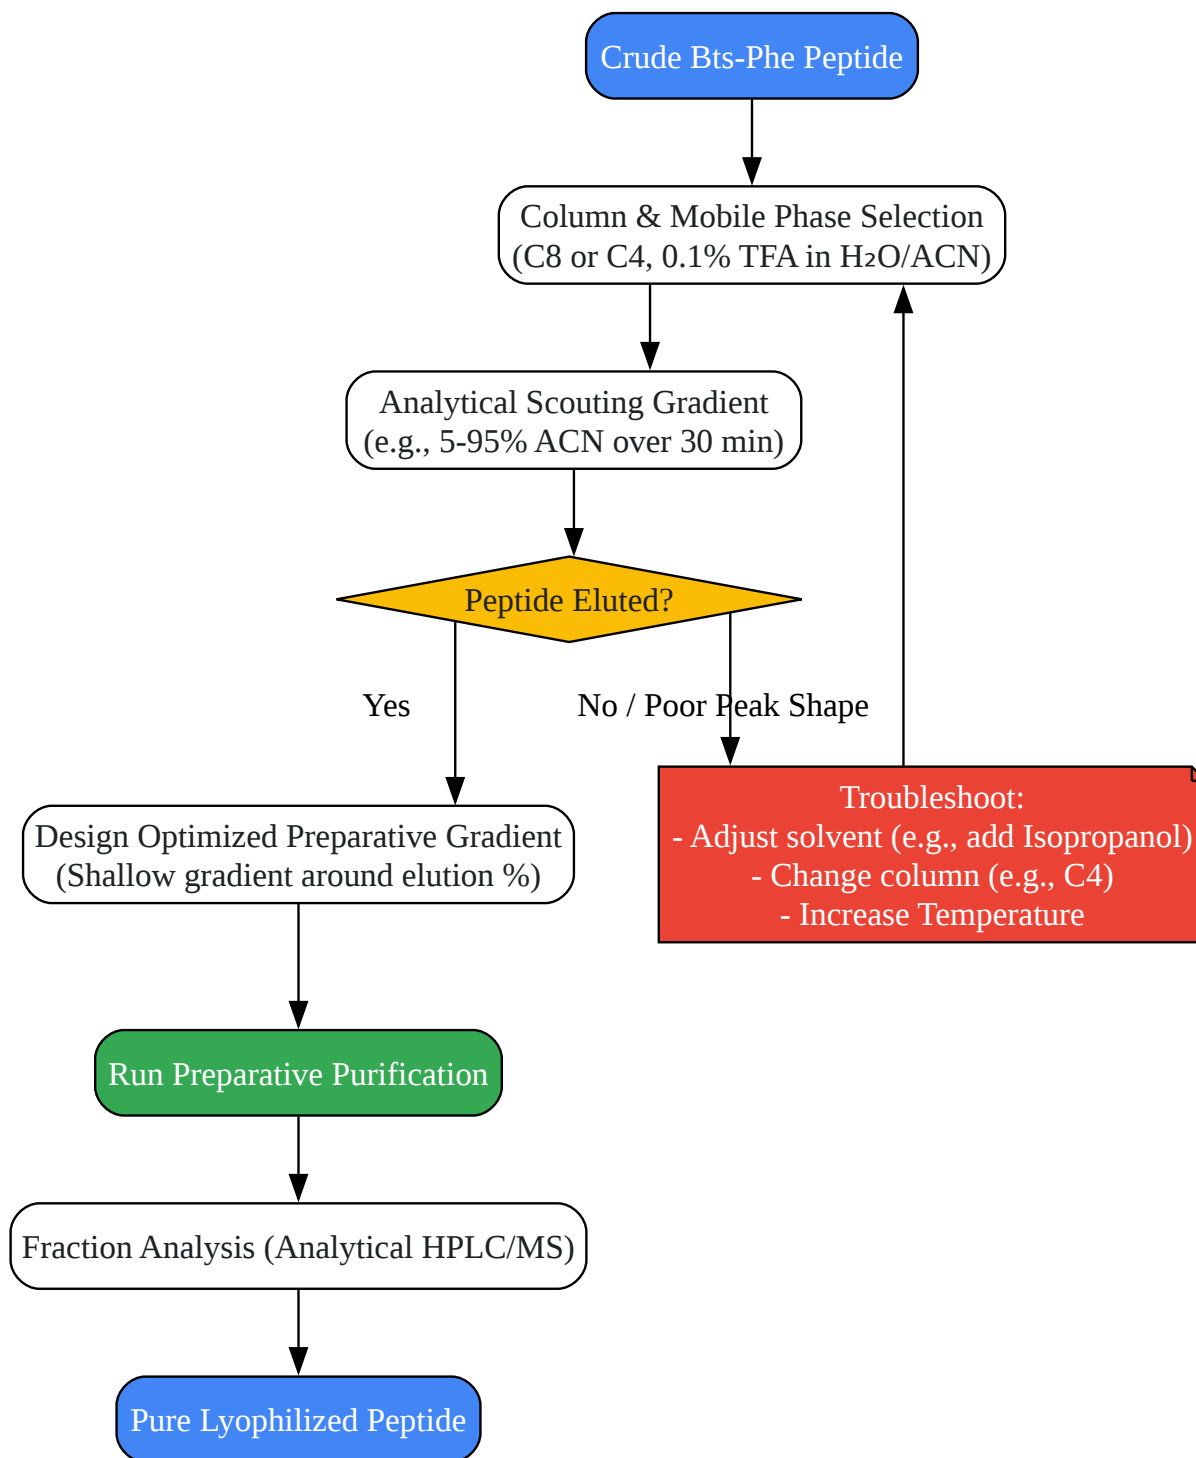 Crude Bts-Phe Peptide
Column & Mobile Phase Selection
(C8 or C4, 0.1% TFA in H₂O/ACN)
Analytical Scouting Gradient
(e.g., 5-95% ACN over 30 min)
Peptide Eluted?
Yes
No / Poor Peak Shape
Troubleshoot:
- Adjust solvent (e.g., add Isopropanol)
- Change column (e.g., C4)
- Increase Temperature
Design Optimized Preparative Gradient
(Shallow gradient around elution %)
Run Preparative Purification
Fraction Analysis (Analytical HPLC/MS)
Pure Lyophilized Peptide